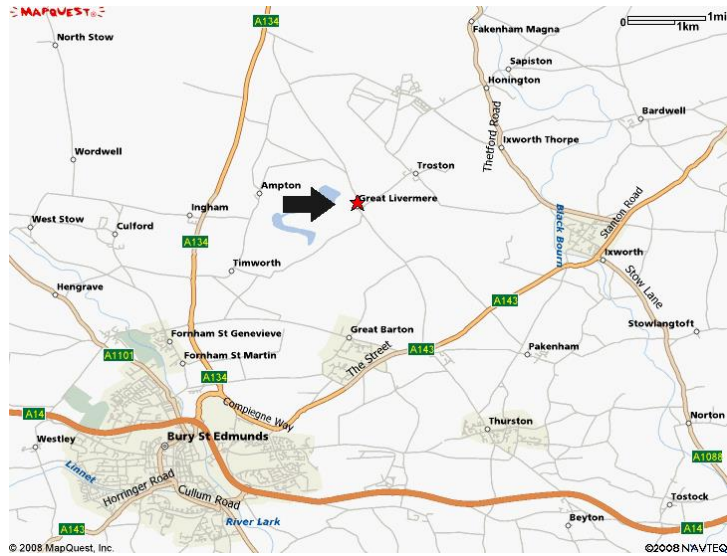 MAPQUEST
A134
Fakenham Magna
0 1mi
1km
North Stow
Sapiston
Honington
Bardwell
Thetford Road
Ixworth Thorpe
Wordwell
Troston
Ampton
Great Livermere
Ingham
West Stow
Culford
Black Bourn
Stanton Road
A134
Ixworth
Timworth
Stow Lane
Hengrave
A143
Stowlangtoft
Fornham St Genevieve
Great Barton
The Street
A143
Pakenham
A1101
Fornham St Martin
A134
Compiegne Way
A14
Thurston
Norton
Westley
Bury St Edmunds
A1088
Linnet
Horringer Road
Cullum Road
Tostock
River Lark
Beyton
A14
A143
© 2008 MapQuest, Inc.
©2008 NAVTEQ